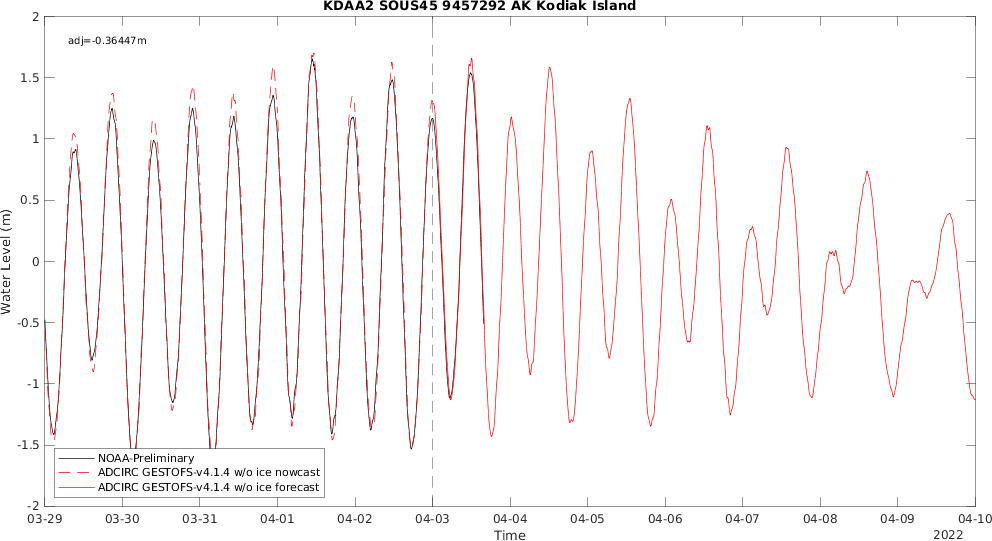 KDAA2 SOUS45 9457292 AK Kodiak Island
adj=-0.36447m
2
1.5
1
0.5
0
-0.5
-1
-1.5
-2
Water Level (m)
NOAA-Preliminary
ADCIRC GESTOFS-v4.1.4 w/o ice nowcast
ADCIRC GESTOFS-v4.1.4 w/o ice forecast
03-29 03-30 03-31 04-01 04-02 04-03 04-04 04-05 04-06 04-07 04-08 04-09 04-10
Time
2022